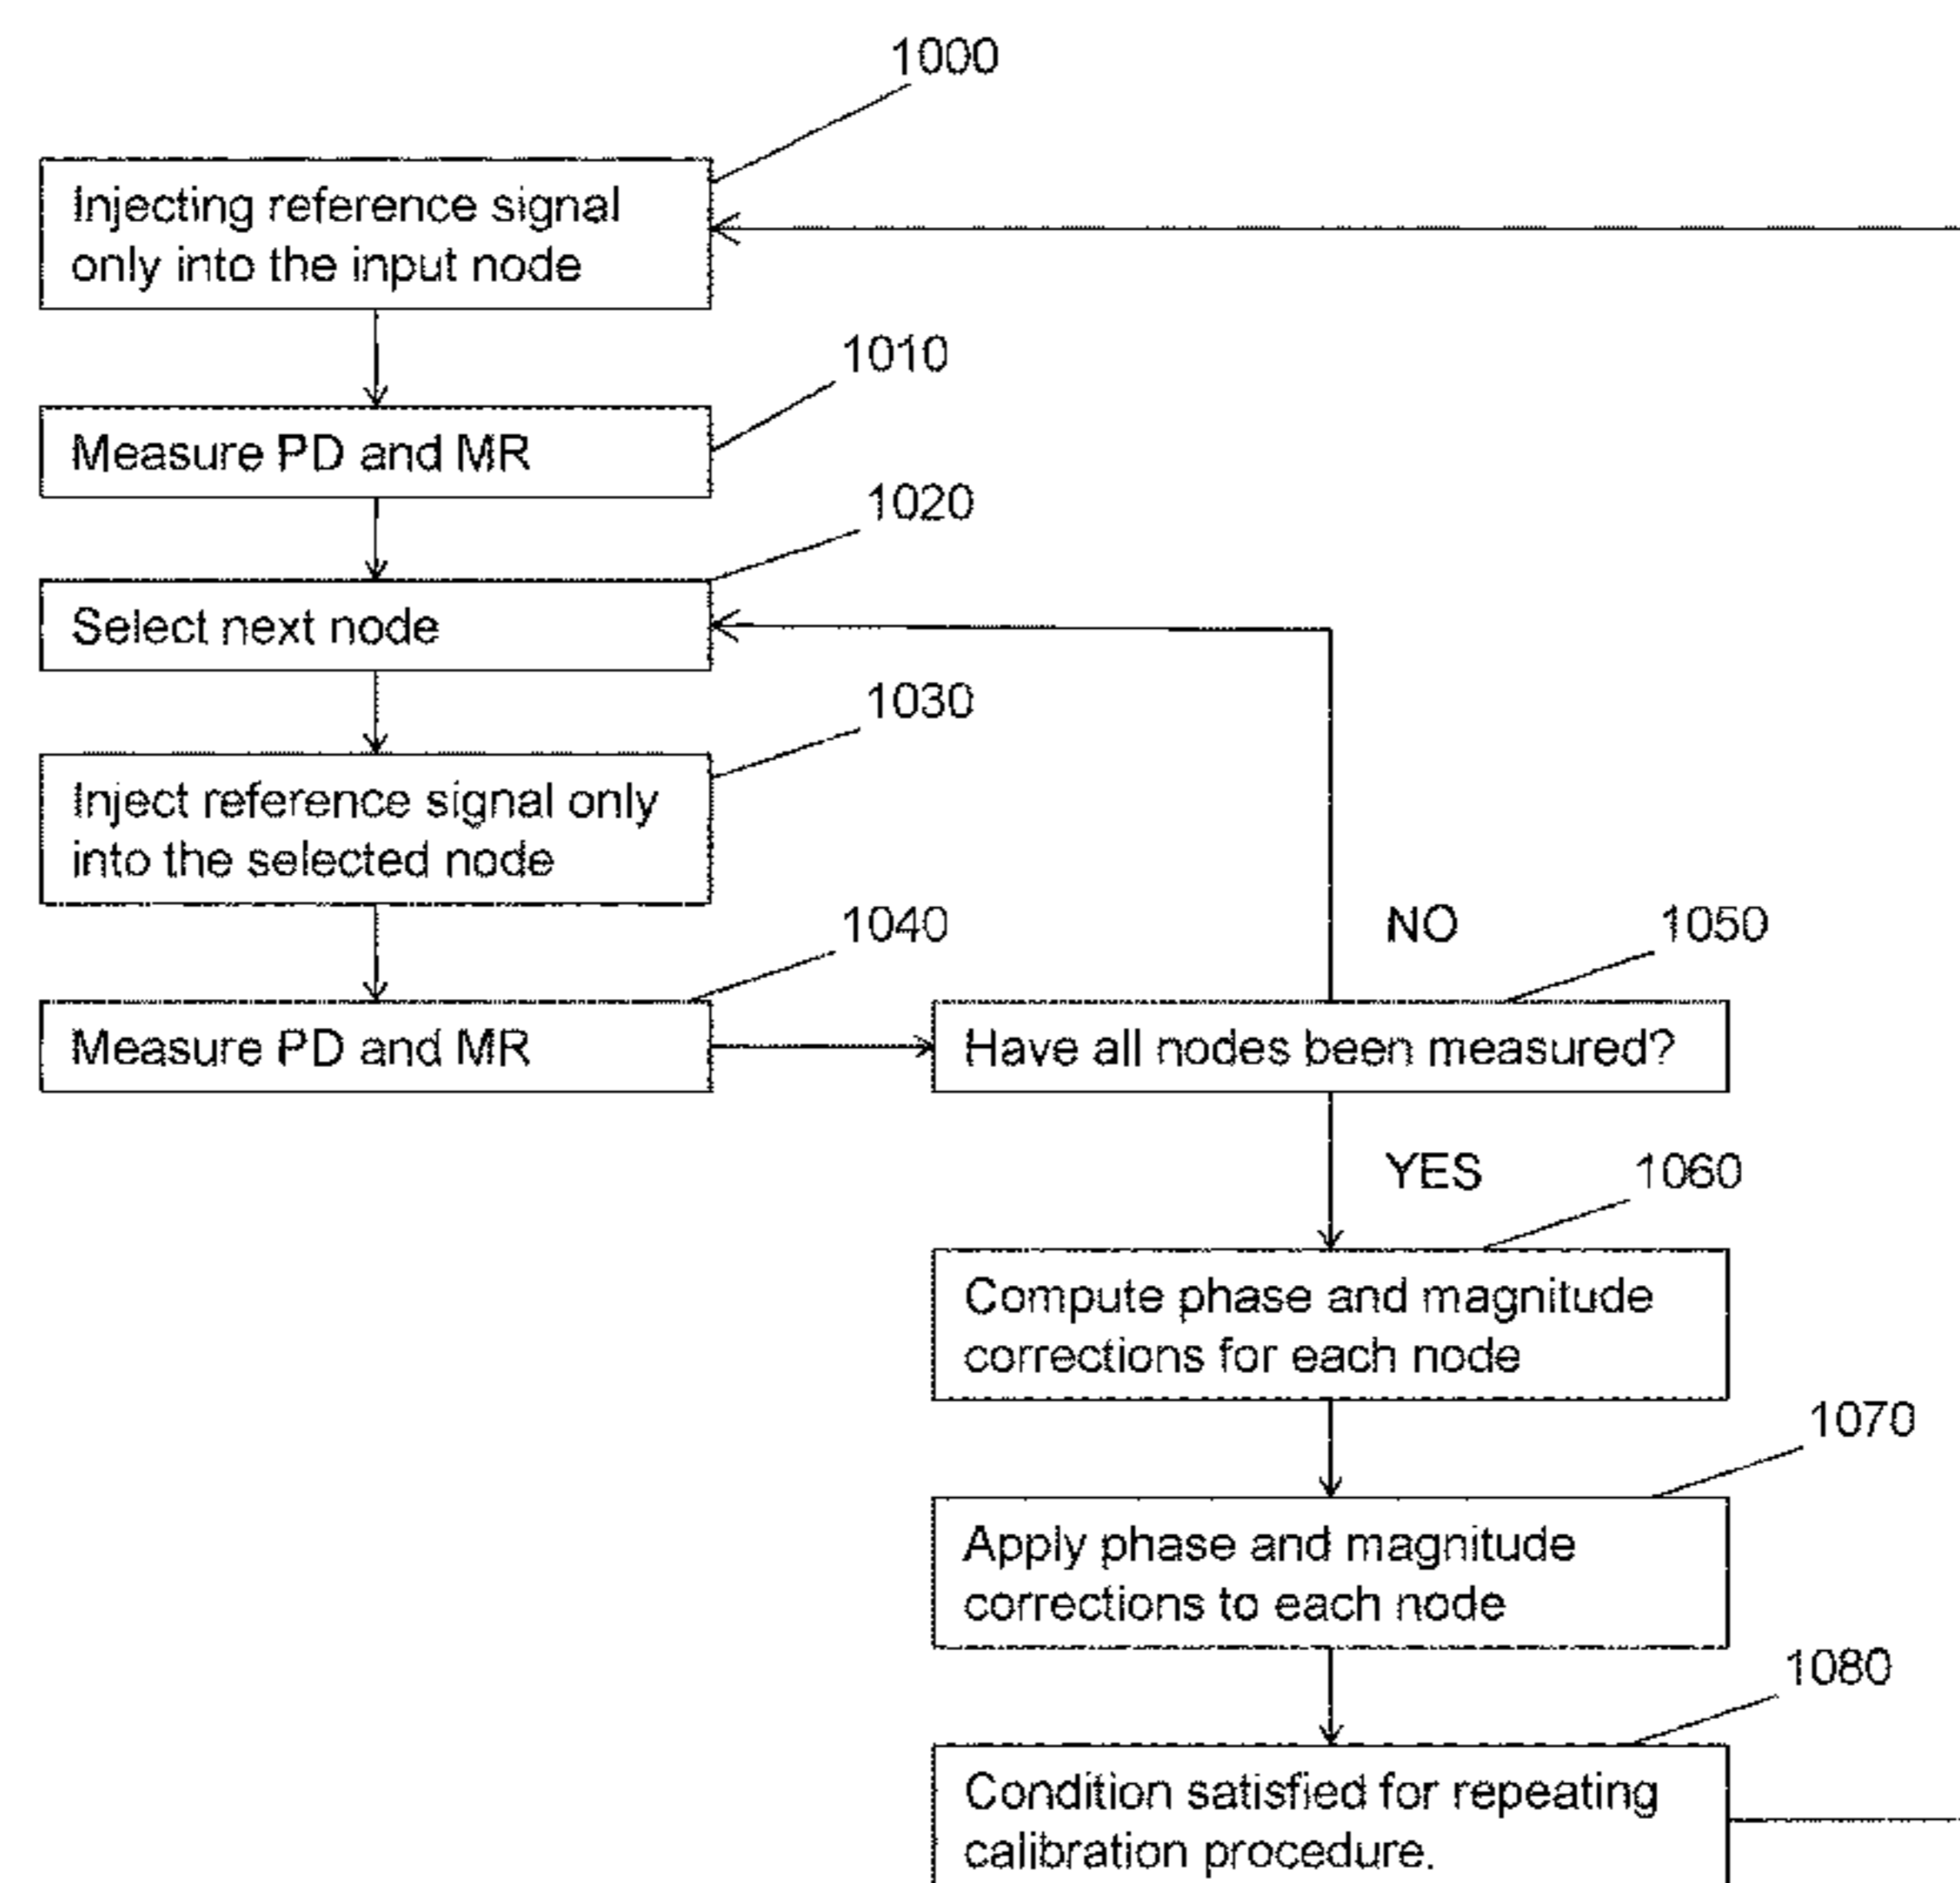 1000
Injecting reference signal
only into the input node
1010
Measure PD and MR
1020
Select next node
1030
Inject reference signal only
into the selected node
1040
Measure PD and MR
NO
1050
Have all nodes been measured?
YES
1060
Compute phase and magnitude
corrections for each node
1070
Apply phase and magnitude
corrections to each node
1080
Condition satisfied for repeating
calibration procedure.